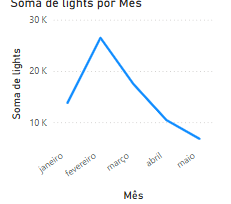 Soma de lights por Mês
30 K
20 K
10 K
Soma de lights
janeiro
fevereiro
março
abril
maio
Mês